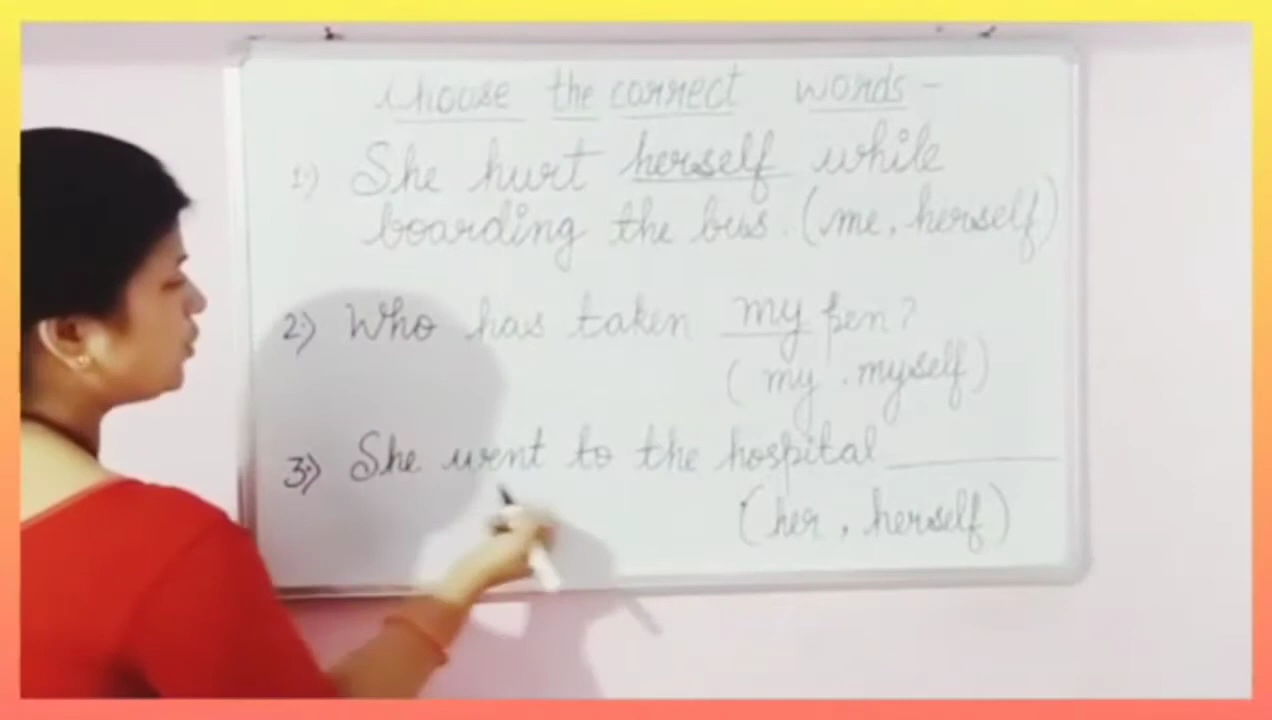 Choose the correct words -
1.) She hurt herself while
boarding the bus. (me, herself)
2.) Who has taken my pen?
(my, myself)
3.) She went to the hospital ________
(her, herself)